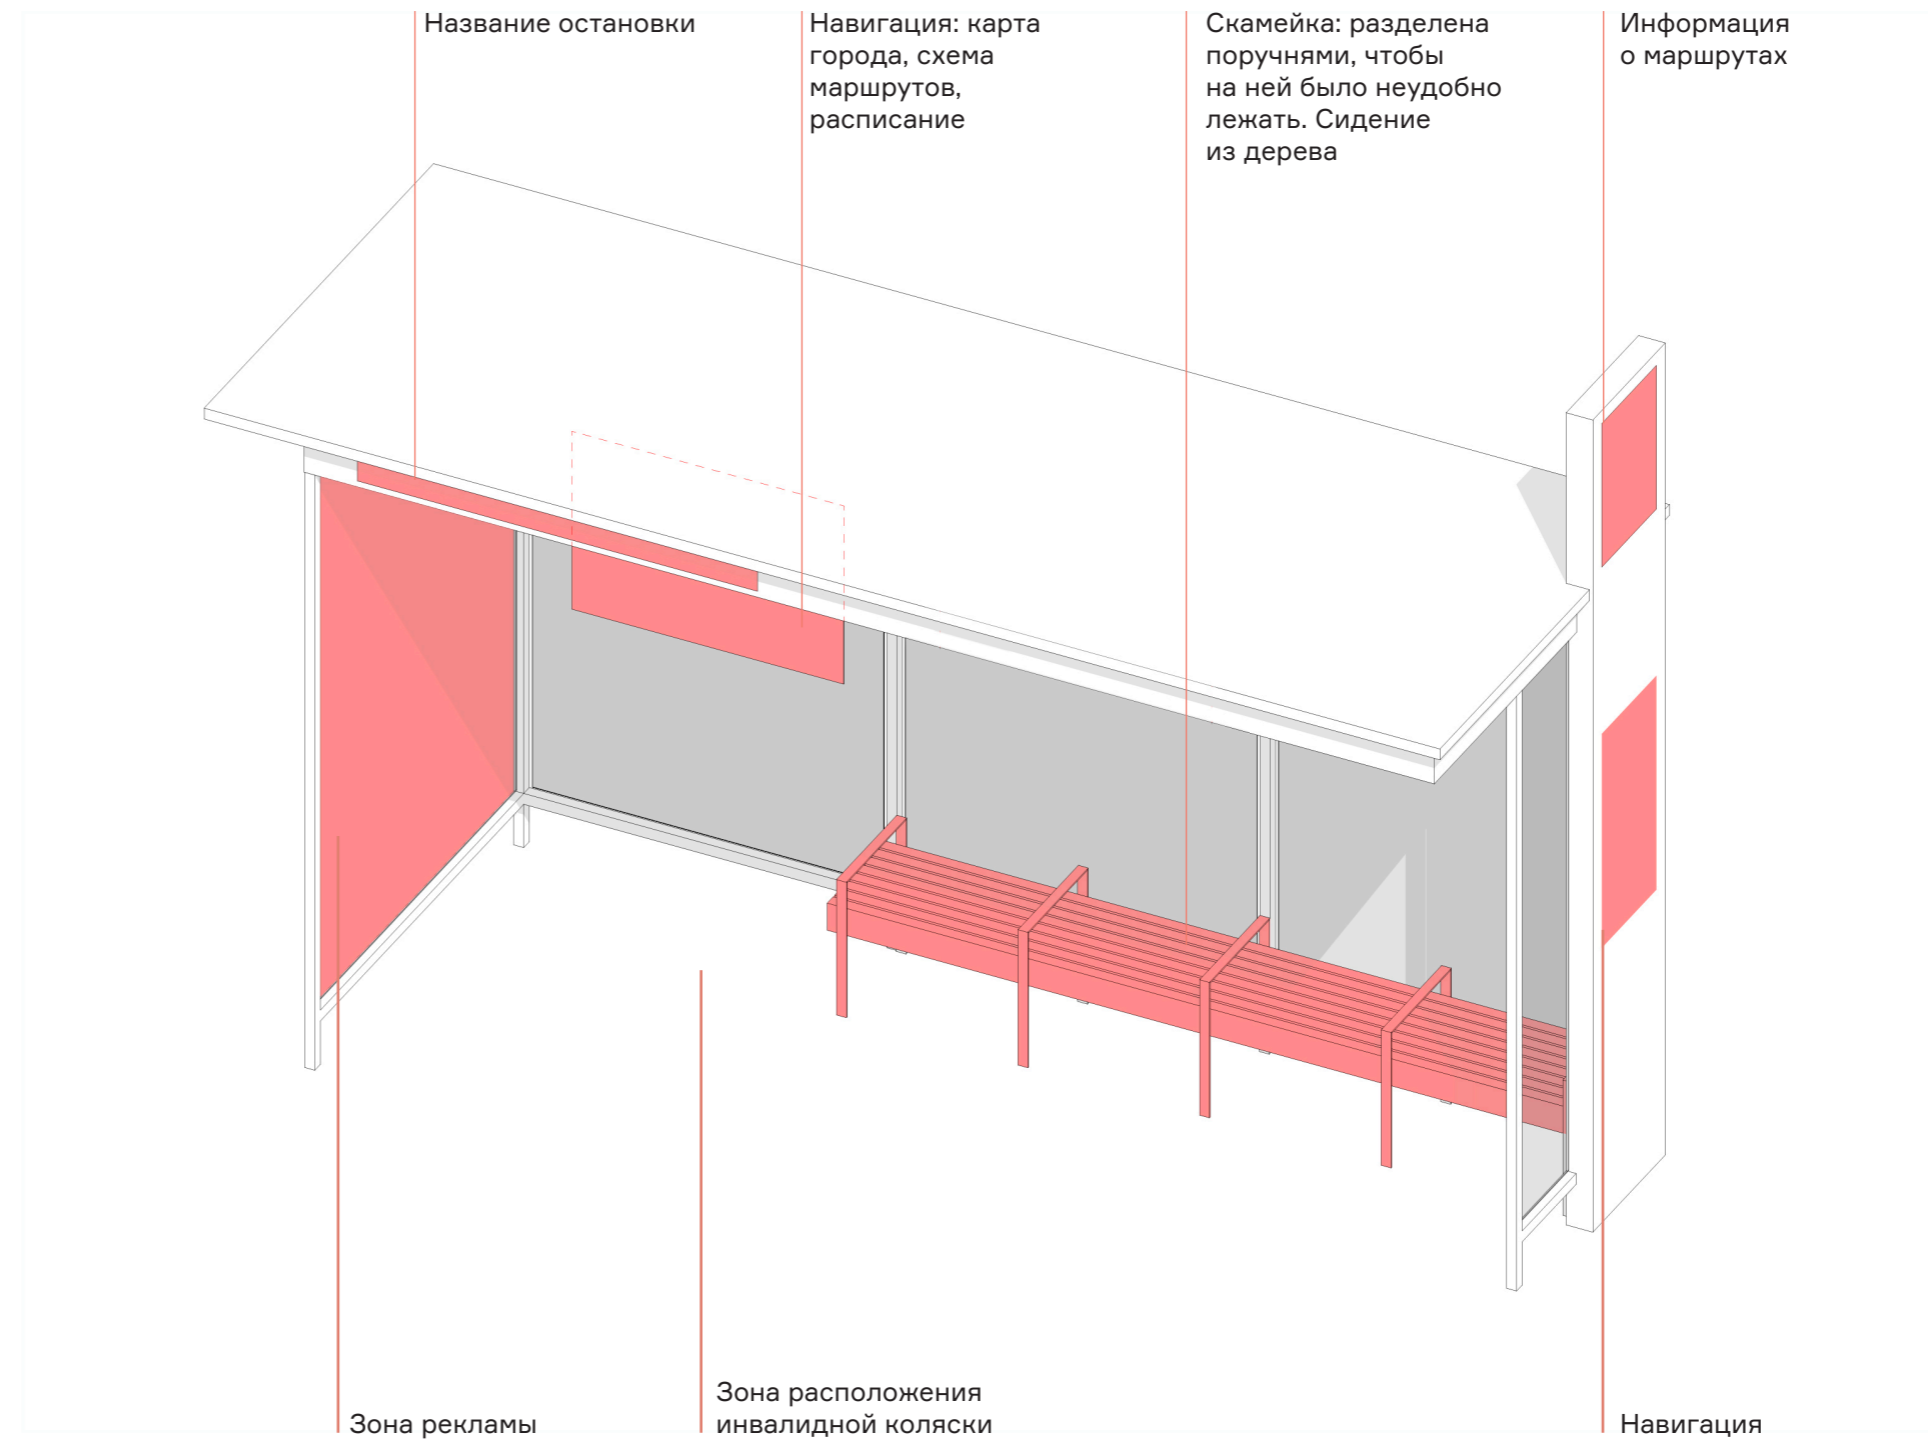 Название остановки
Навигация: карта
города, схема
маршрутов,
расписание
Скамейка: разделена
поручнями, чтобы
на ней было неудобно
лежать. Сидение
из дерева
Информация
о маршрутах
Зона рекламы
Зона расположения
инвалидной коляски
Навигация